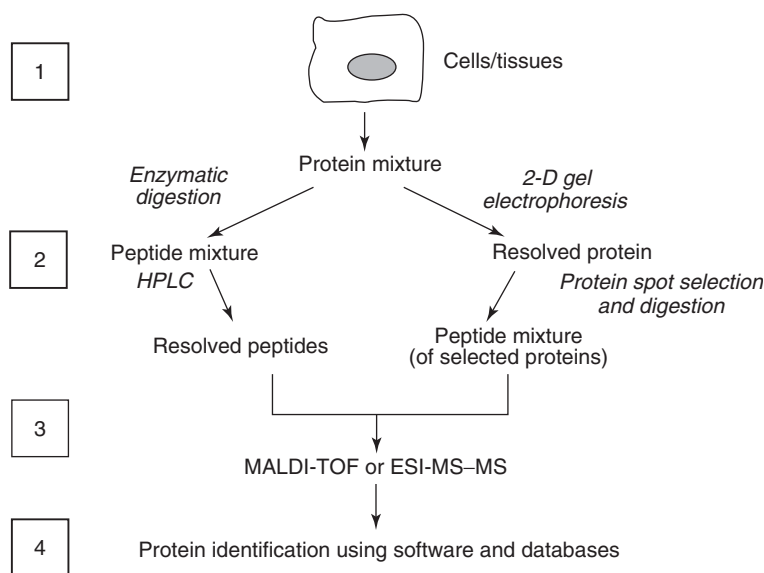 1
Cells/tissues
Protein mixture
Enzymatic
digestion
2-D gel
electrophoresis
2
Peptide mixture
HPLC
Resolved protein
Protein spot selection
and digestion
Resolved peptides
Peptide mixture
(of selected proteins)
3
MALDI-TOF or ESI-MS–MS
4
Protein identification using software and databases